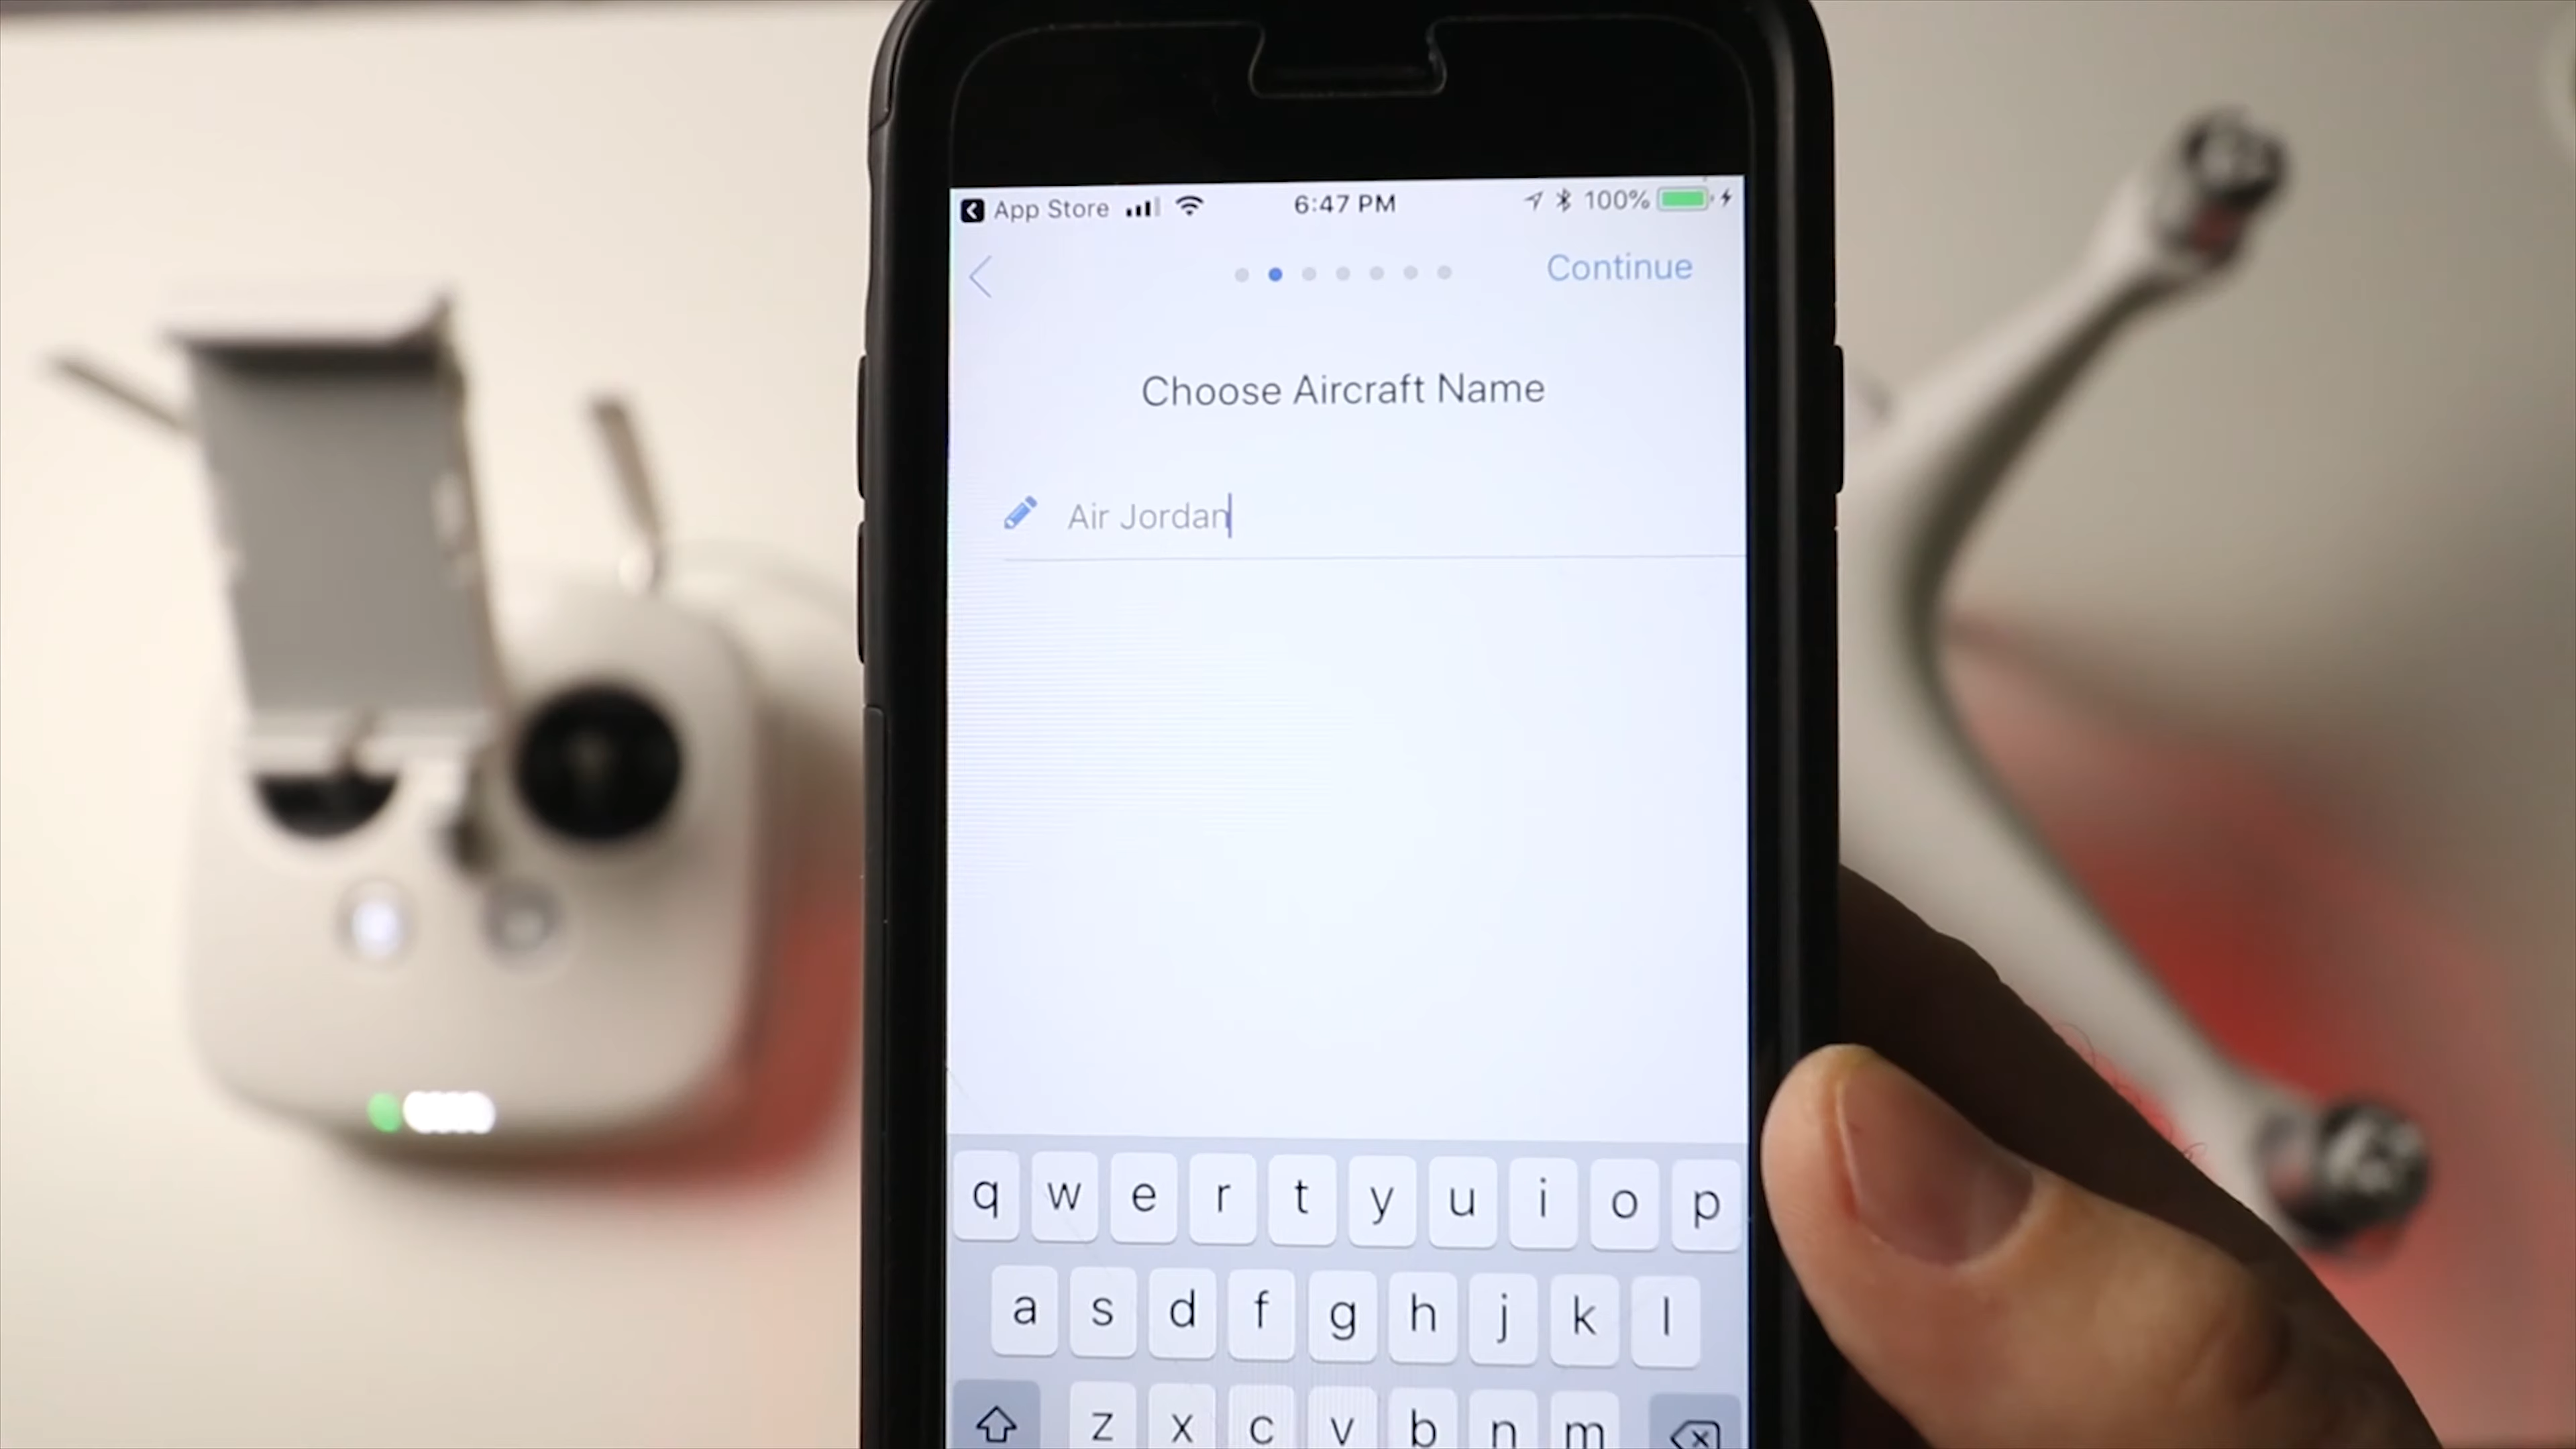 App Store 6:47 PM 100%
Continue
Choose Aircraft Name
Air Jordan
q w e r t y u i o p
a s d f g h j k l
z x c v b n m